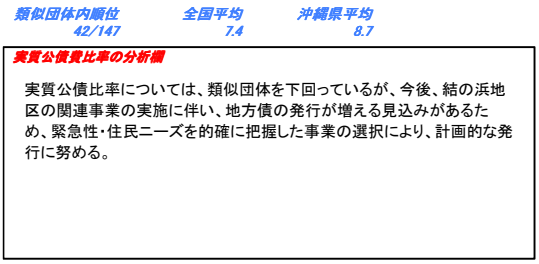 類似団体内順位 全国平均 沖縄県平均
42/147 7.4 8.7
実質公債費比率の分析欄
実質公債比率については、類似団体を下回っているが、今後、結の浜地
区の関連事業の実施に伴い、地方債の発行が増える見込みがあるた
め、緊急性・住民ニーズを的確に把握した事業の選択により、計画的な発
行に努める。